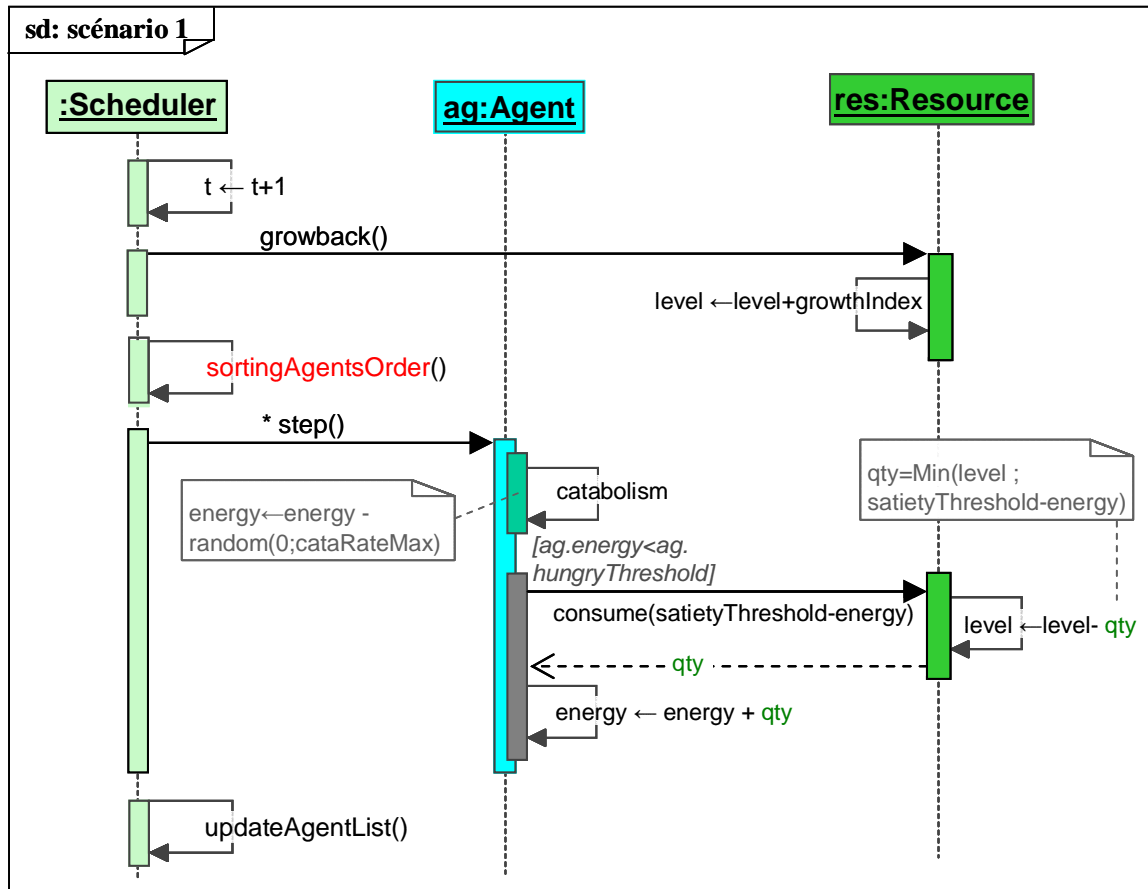 sd: scénario 1
:Scheduler
ag:Agent
res:Resource
t ← t+1
growback()
level ←level+growthIndex
sortingAgentsOrder()
* step()
qty=Min(level ;
satietyThreshold-energy)
catabolism
energy←energy -
random(0;cataRateMax)
[ag.energy<ag.
hungryThreshold]
consume(satietyThreshold-energy)
level ←level- qty
qty
energy ← energy + qty
updateAgentList()